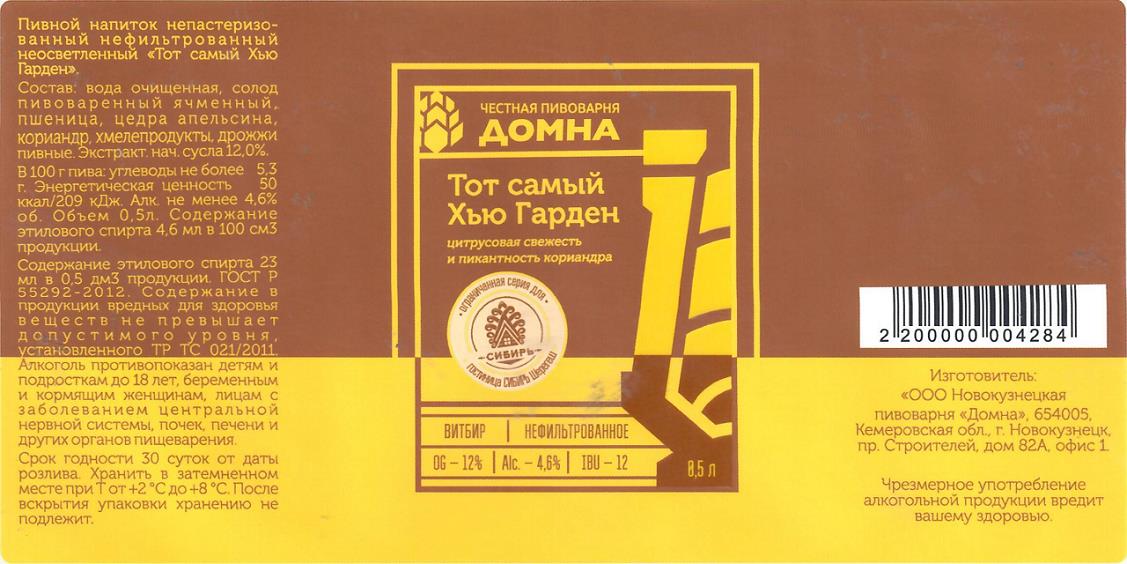 Пивной напиток непастеризо-
ванный нефильтрованный
неосветленный «Тот самый Хью
Гарден».
Состав: вода очищенная, солод
пивоваренный ячменный,
пшеница, цедра апельсина,
кориандр, хмелепродукты, дрожжи
пивные. Экстракт. нач. сусла 12,0%.
В 100 г пива: углеводы не более 5,3
г. Энергетическая ценность 50
ккал/209 кДж. Алк. не менее 4,6%
об. Объем 0,5л. Содержание
этилового спирта 4,6 мл в 100 см3
продукции.
Содержание этилового спирта 23
мл в 0,5 дм3 продукции. ГОСТ Р
55292-2012. Содержание в
продукции вредных для здоровья
веществ не превышает
допустимого уровня,
установленного ТР ТС 021/2011.
Алкоголь противопоказан детям и
подросткам до 18 лет, беременным
и кормящим женщинам, лицам с
заболеванием центральной
нервной системы, почек, печени и
других органов пищеварения.
Срок годности 30 суток от даты
розлива. Хранить в затемненном
месте при Т от +2 °С до +8 °С. После
вскрытия упаковки хранению не
подлежит.
ЧЕСТНАЯ ПИВОВАРНЯ
ДОМНА
Тот самый
Хью Гарден
цитрусовая свежесть
и пикантность кориандра
• ограниченная серия для •
СИБИРЬ
гостиница СИБИРЬ Шерегеш
ВИТБИР | НЕФИЛЬТРОВАННОЕ
OG – 12% | Alc. – 4,6% | IBU – 12
0,5 л
2 200000 004284
Изготовитель:
«ООО Новокузнецкая
пивоварня «Домна», 654005,
Кемеровская обл., г. Новокузнецк,
пр. Строителей, дом 82А, офис 1.
Чрезмерное употребление
алкогольной продукции вредит
вашему здоровью.